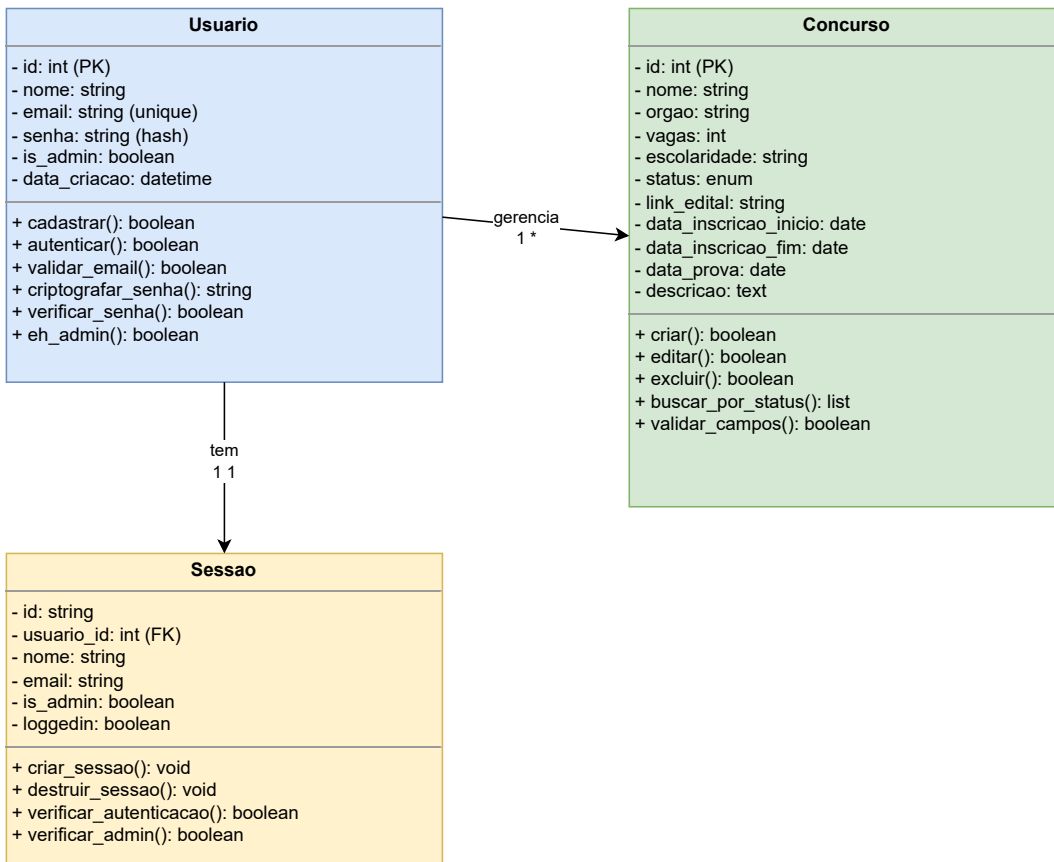 Usuario
- id: int (PK)
- nome: string
- email: string (unique)
- senha: string (hash)
- is_admin: boolean
- data_criacao: datetime
+ cadastrar(): boolean
+ autenticar(): boolean
+ validar_email(): boolean
+ criptografar_senha(): string
+ verificar_senha(): boolean
+ eh_admin(): boolean
gerencia
1 *
Concurso
- id: int (PK)
- nome: string
- orgao: string
- vagas: int
- escolaridade: string
- status: enum
- link_edital: string
- data_inscricao_inicio: date
- data_inscricao_fim: date
- data_prova: date
- descricao: text
+ criar(): boolean
+ editar(): boolean
+ excluir(): boolean
+ buscar_por_status(): list
+ validar_campos(): boolean
tem
1 1
Sessao
- id: string
- usuario_id: int (FK)
- nome: string
- email: string
- is_admin: boolean
- loggedin: boolean
+ criar_sessao(): void
+ destruir_sessao(): void
+ verificar_autenticacao(): boolean
+ verificar_admin(): boolean